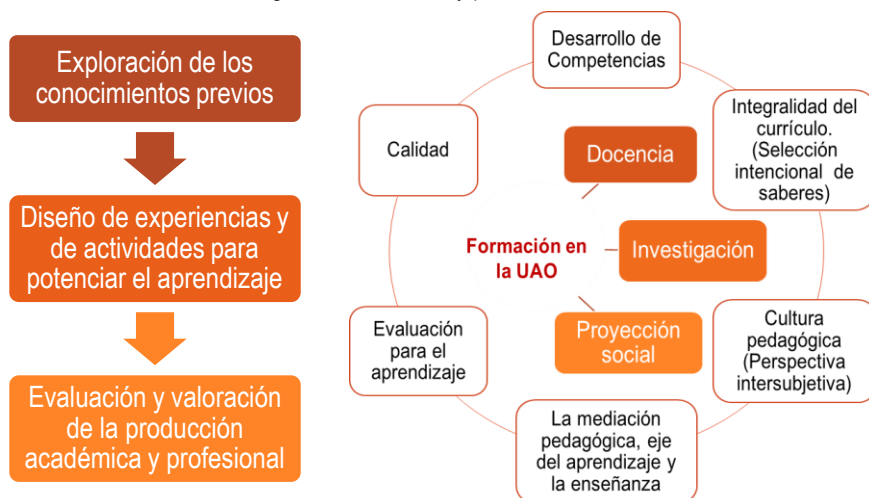 Exploración de los
conocimientos previos
Diseño de experiencias y
de actividades para
potenciar el aprendizaje
Evaluación y valoración
de la producción
académica y profesional
Desarrollo de
Competencias
Integralidad del
currículo.
(Selección
intencional de
saberes)
Cultura
pedagógica
(Perspectiva
intersubjetiva)
La mediación
pedagógica, eje
del aprendizaje y
la enseñanza
Evaluación
para el
aprendizaje
Calidad
Formación en
la UAO
Docencia
Investigación
Proyección
social